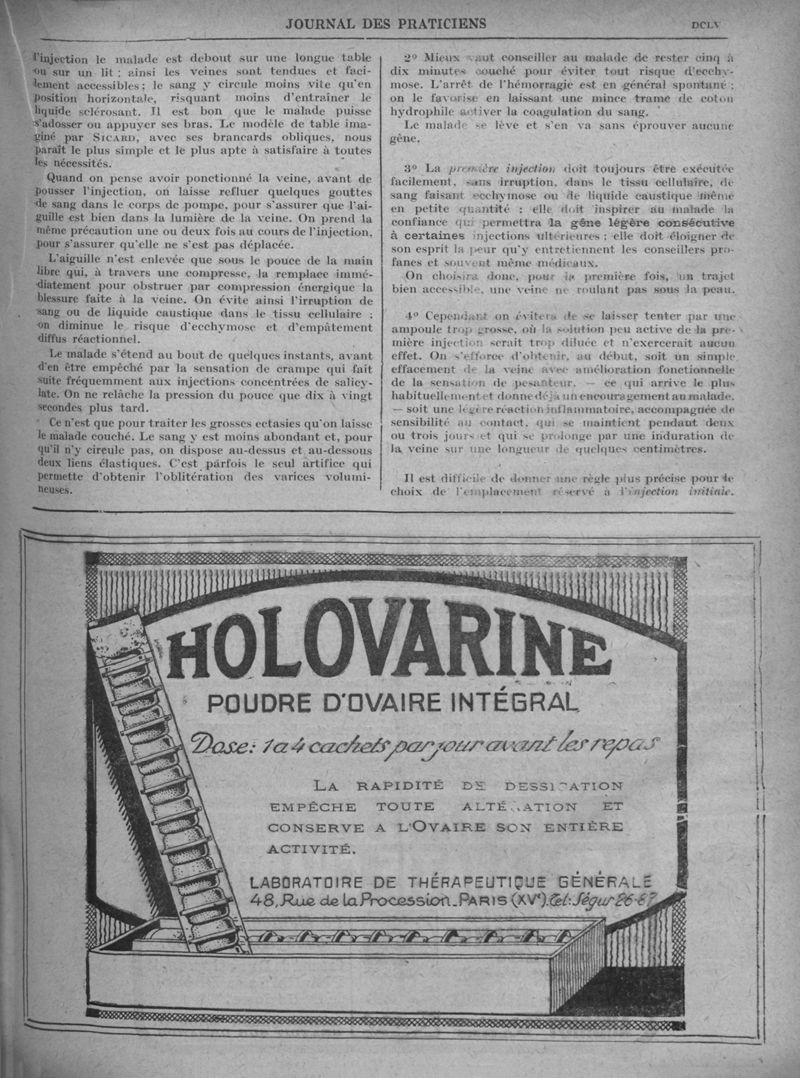 JOURNAL DES PRATICIENS
DCLV
l'injection le malade est debout sur une longue table
ou sur un lit : ainsi les veines sont tendues et faci-
lement accessibles ; le sang y circule moins vite qu'en
position horizontale, risquant moins d'entraîner le
liquide sclérosant. Il est bon que le malade puisse
s'adosser ou appuyer ses bras. Le modèle de table ima-
giné par SICARD, avec ses brancards obliques, nous
paraît le plus simple et le plus apte à satisfaire à toutes
les nécessités.
Quand on pense avoir ponctionné la veine, avant de
pousser l'injection, on laisse refluer quelques gouttes
de sang dans le corps de pompe, pour s'assurer que l'ai-
guille est bien dans la lumière de la veine. On prend la
même précaution une ou deux fois au cours de l'injection,
pour s'assurer qu'elle ne s'est pas déplacée.
L'aiguille n'est enlevée que sous le pouce de la main
libre qui, à travers une compresse, la remplace immé-
diatement pour obstruer par compression énergique la
blessure faite à la veine. On évite ainsi l'irruption de
sang ou de liquide caustique dans le tissu cellulaire ;
on diminue le risque d'ecchymose et d'empâtement
diffus réactionnel.
Le malade s'étend au bout de quelques instants, avant
d'en être empêché par la sensation de crampe qui fait
suite fréquemment aux injections concentrées de salicy-
late. On ne relâche la pression du pouce que dix à vingt
secondes plus tard.
Ce n'est que pour traiter les grosses ectasies qu'on laisse
le malade couché. Le sang y est moins abondant et, pour
qu'il n'y circule pas, on dispose au-dessus et au-dessous
deux liens élastiques. C'est parfois le seul artifice qui
permette d'obtenir l'oblitération des varices volumi-
neuses.
2° Mieux vaut conseiller au malade de rester cinq à
dix minutes couché pour éviter tout risque d'ecchy-
mose. L'arrêt de l'hémorragie est en général spontané ;
on le favorise en laissant une mince trame de coton
hydrophile activer la coagulation du sang.
Le malade se lève et s'en va sans éprouver aucune
gêne.
3° La première injection doit toujours être exécutée
facilement, sans irruption, dans le tissu cellulaire, de
sang faisant ecchymose ou de liquide caustique même
en petite quantité ; elle doit inspirer au malade la
confiance qui permettra la gêne légère consécutive
à certaines injections ultérieures ; elle doit éloigner de
son esprit la peur qu'y entretiennent les conseillers pro-
fanes et souvent même médicaux.
On choisira donc, pour la première fois, un trajet
bien accessible, une veine ne roulant pas sous la peau.
4° Cependant on évitera de se laisser tenter par une
ampoule trop grosse, où la solution peu active de la pre-
mière injection serait trop diluée et n'exercerait aucun
effet. On s'efforce d'obtenir, au début, soit un simple
effacement de la veine avec amélioration fonctionnelle
de la sensation de pesanteur, — ce qui arrive le plus
habituellement et donne déjà un encouragement au malade,
— soit une légère réaction inflammatoire, accompagnée de
sensibilité au contact, qui se maintient pendant deux
ou trois jours et qui se prolonge par une induration de
la veine sur une longueur de quelques centimètres.
Il est difficile de donner une règle plus précise pour le
choix de l'emplacement réservé à l'injection initiale.
HOLOVARINE
POUDRE D'OVAIRE INTÉGRAL
Dose: 1 à 4 cachets par jour avant les repas
LA RAPIDITÉ DE DESSICATION
EMPÊCHE TOUTE ALTÉRATION ET
CONSERVE A L'OVAIRE SON ENTIÈRE
ACTIVITÉ.
LABORATOIRE DE THÉRAPEUTIQUE GÉNÉRALE
48, Rue de la Procession. PARIS (XVe). Tel: Ségur 26-87